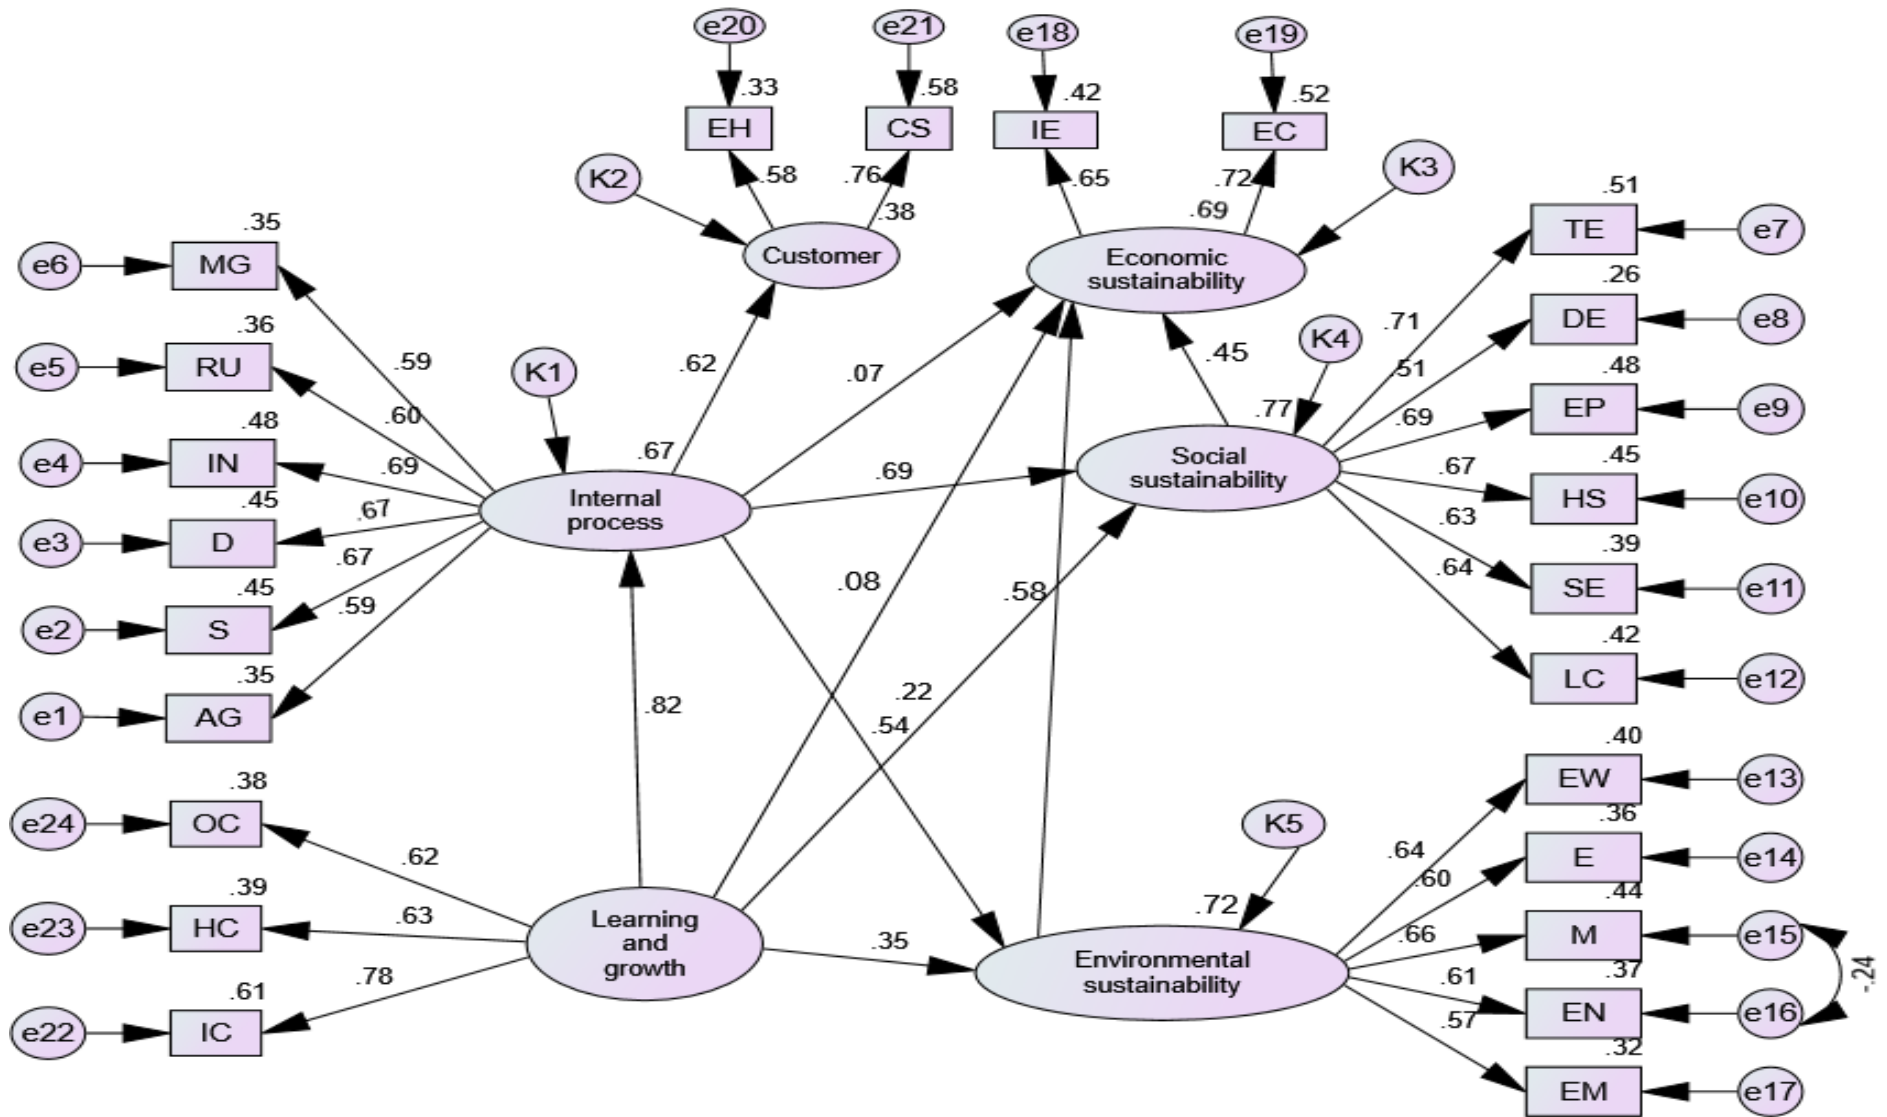 e20
e21
e18
e19
.33
.58
.42
.52
EH
CS
IE
EC
K2
K3
.58
.76
.65
.72
.38
.69
Customer
Economic
sustainability
.35
e6
MG
.36
e5
RU
.59
.60
.48
e4
IN
.69
.45
e3
D
.67
.45
e2
S
.67
.35
e1
AG
.59
K1
.67
Internal
process
.62
.07
.45
K4
.77
.69
Social
sustainability
.51
TE
e7
.71
.26
DE
e8
.51
.48
EP
e9
.69
.45
HS
e10
.67
.39
SE
e11
.63
.42
LC
e12
.64
.08
.58
.82
.22
.54
.38
e24
OC
.62
.39
e23
HC
.63
.61
e22
IC
.78
Learning
and
growth
.35
K5
.72
Environmental
sustainability
.40
EW
e13
.64
.36
E
e14
.60
.44
M
e15
.66
.37
EN
e16
.61
-.24
.32
EM
e17
.57